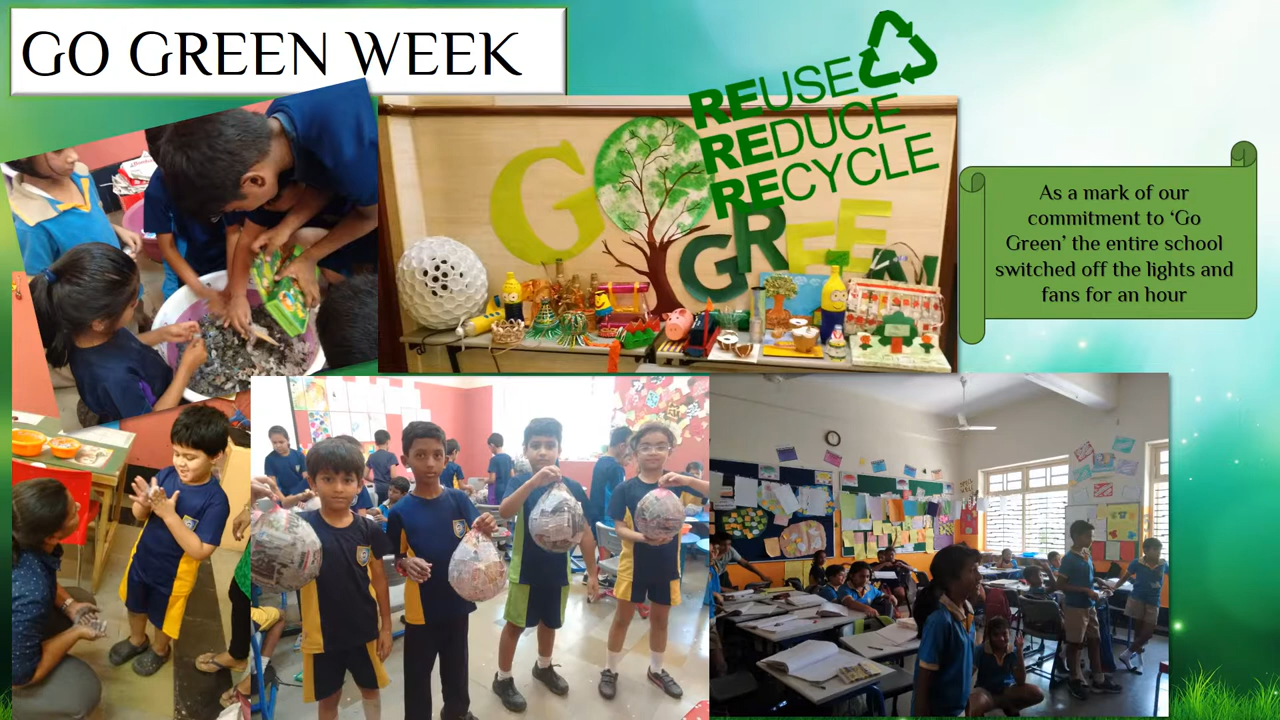 GO GREEN WEEK
REUSE
REDUCE
RECYCLE
GO
GREEN
As a mark of our
commitment to ‘Go
Green’ the entire school
switched off the lights and
fans for an hour